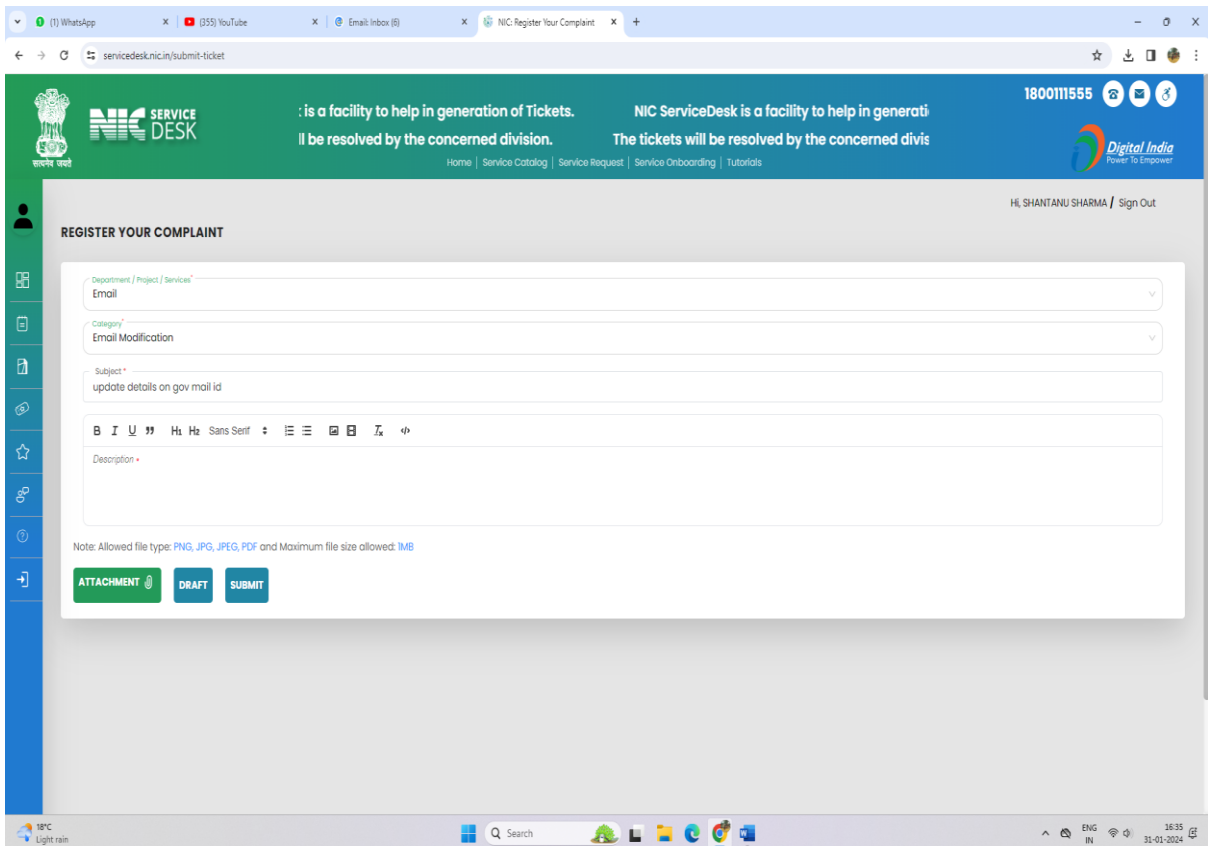 (1) WhatsApp
(355) YouTube
Email: Inbox (6)
NIC: Register Your Complaint
servicedesk.nic.in/submit-ticket
सत्यमेव जयते
NIC SERVICE DESK
: is a facility to help in generation of Tickets. NIC ServiceDesk is a facility to help in generati
ll be resolved by the concerned division. The tickets will be resolved by the concerned divis
Home | Service Catalog | Service Request | Service Onboarding | Tutorials
1800111555
Digital India
Power To Empower
Hi, SHANTANU SHARMA / Sign Out
REGISTER YOUR COMPLAINT
Department / Project / Services*
Email
Category*
Email Modification
Subject *
update details on gov mail id
B I U H1 H2 Sans Serif
Description *
Note: Allowed file type: PNG, JPG, JPEG, PDF and Maximum file size allowed: 1MB
ATTACHMENT DRAFT SUBMIT
18°C
Light rain
Search
ENG
IN
16:35
31-01-2024